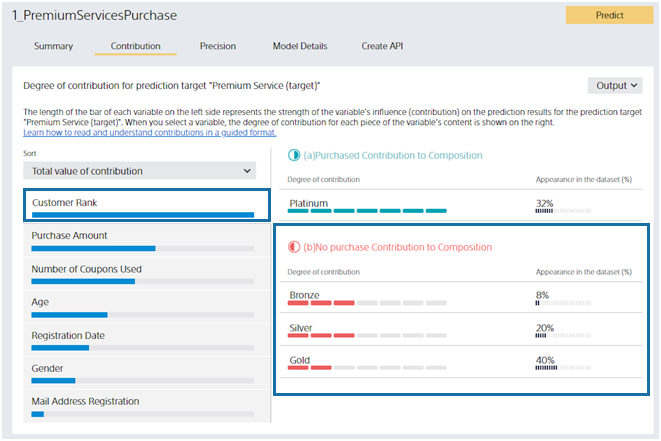 1_PremiumServicesPurchase
Predict
Summary Contribution Precision Model Details Create API
Degree of contribution for prediction target "Premium Service (target)"
Output
The length of the bar of each variable on the left side represents the strength of the variable's influence (contribution) on the prediction results for the prediction target
"Premium Service (target)". When you select a variable, the degree of contribution for each piece of the variable's content is shown on the right.
Learn how to read and understand contributions in a guided format.
Sort
Total value of contribution
Customer Rank
Purchase Amount
Number of Coupons Used
Age
Registration Date
Gender
Mail Address Registration
(a)Purchased Contribution to Composition
Degree of contribution Appearance in the dataset (%)
Platinum 32%
(b)No purchase Contribution to Composition
Degree of contribution Appearance in the dataset (%)
Bronze 8%
Silver 20%
Gold 40%